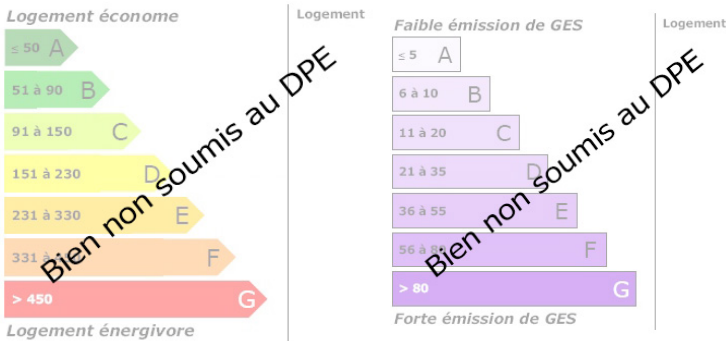 Logement économe
Logement
≤ 50 A
51 à 90 B
91 à 150 C
151 à 230 D
231 à 330 E
331 à F
> 450 G
Logement énergivore
Bien non soumis au DPE
Faible émission de GES
Logement
≤ 5 A
6 à 10 B
11 à 20 C
21 à 35 D
36 à 55 E
56 à 80 F
> 80 G
Forte émission de GES
Bien non soumis au DPE